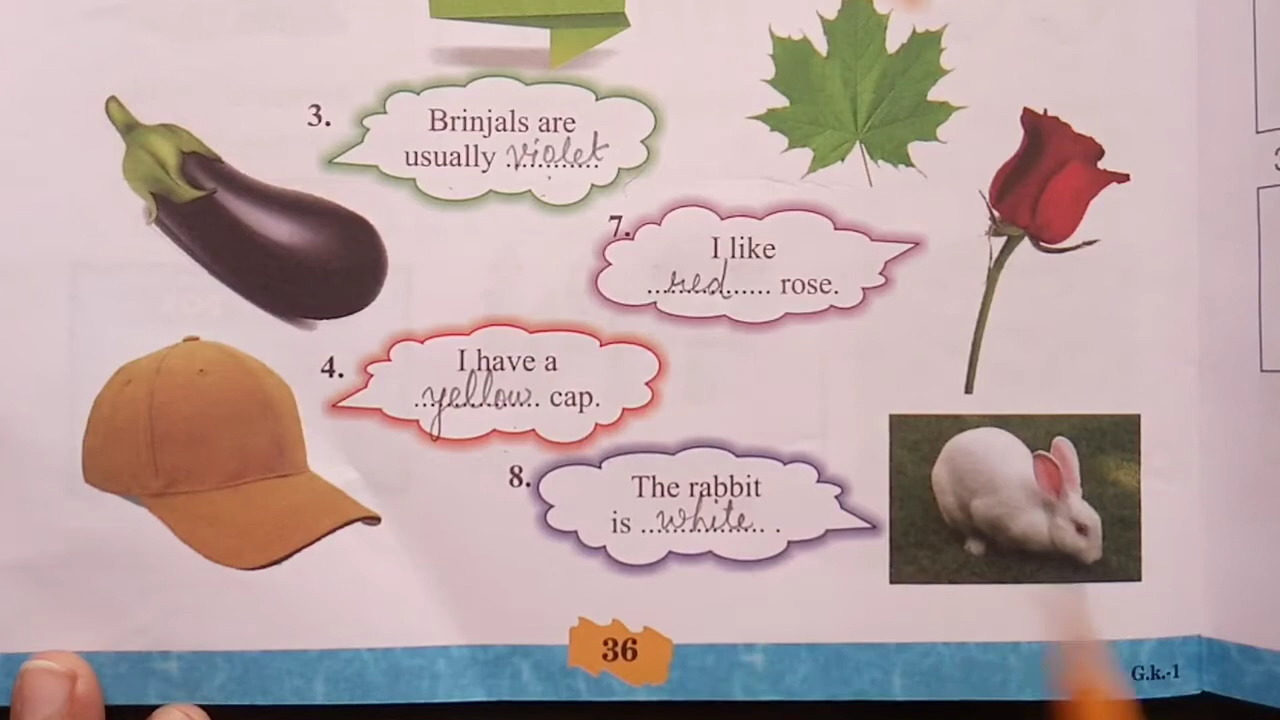 3.
Brinjals are
usually violet
7.
I like
red rose.
4.
I have a
yellow cap.
8.
The rabbit
is white .
36
G.k.-1